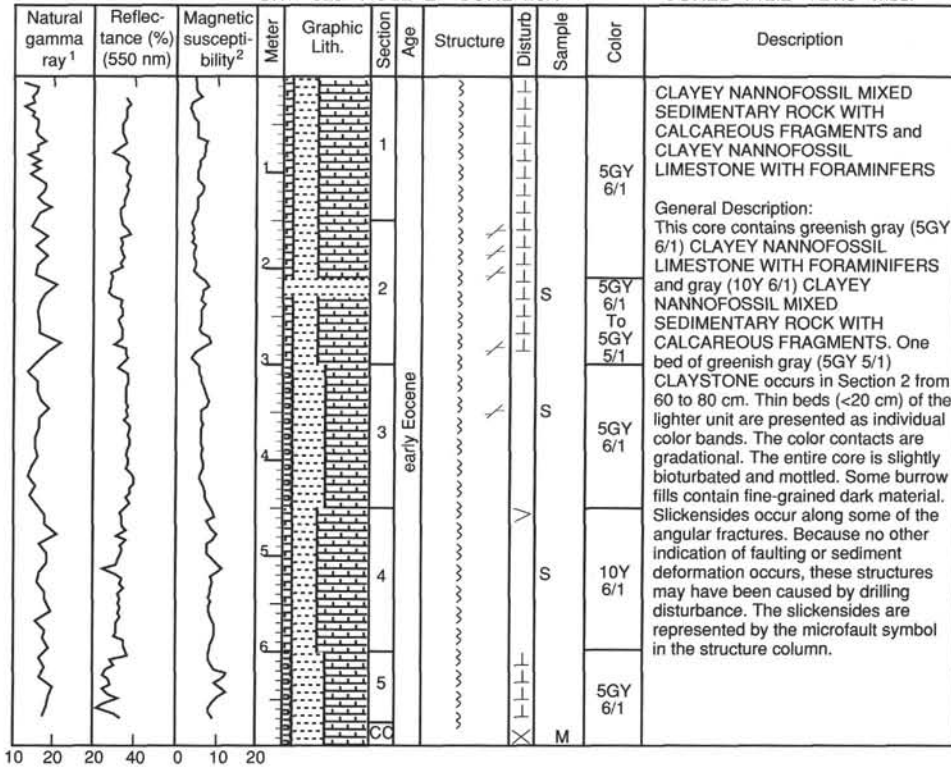 Natural gamma ray 1
Reflectance (%) (550 nm)
Magnetic suscepti-bility2
Meter
Graphic Lith.
Section
Age
Structure
Disturb
Sample
Color
Description
1
2
3
4
5
6
1
2
3
4
5
CC
early Eocene
S
S
S
M
5GY
6/1
5GY
6/1
To
5GY
5/1
5GY
6/1
10Y
6/1
5GY
6/1
CLAYEY NANNOFOSSIL MIXED
SEDIMENTARY ROCK WITH
CALCAREOUS FRAGMENTS and
CLAYEY NANNOFOSSIL
LIMESTONE WITH FORAMINFERS
General Description:
This core contains greenish gray (5GY
6/1) CLAYEY NANNOFOSSIL
LIMESTONE WITH FORAMINIFERS
and gray (10Y 6/1) CLAYEY
NANNOFOSSIL MIXED
SEDIMENTARY ROCK WITH
CALCAREOUS FRAGMENTS. One
bed of greenish gray (5GY 5/1)
CLAYSTONE occurs in Section 2 from
60 to 80 cm. Thin beds (<20 cm) of the
lighter unit are presented as individual
color bands. The color contacts are
gradational. The entire core is slightly
bioturbated and mottled. Some burrow
fills contain fine-grained dark material.
Slickensides occur along some of the
angular fractures. Because no other
indication of faulting or sediment
deformation occurs, these structures
may have been caused by drilling
disturbance. The slickensides are
represented by the microfault symbol
in the structure column.
10 20 20 40 0 20